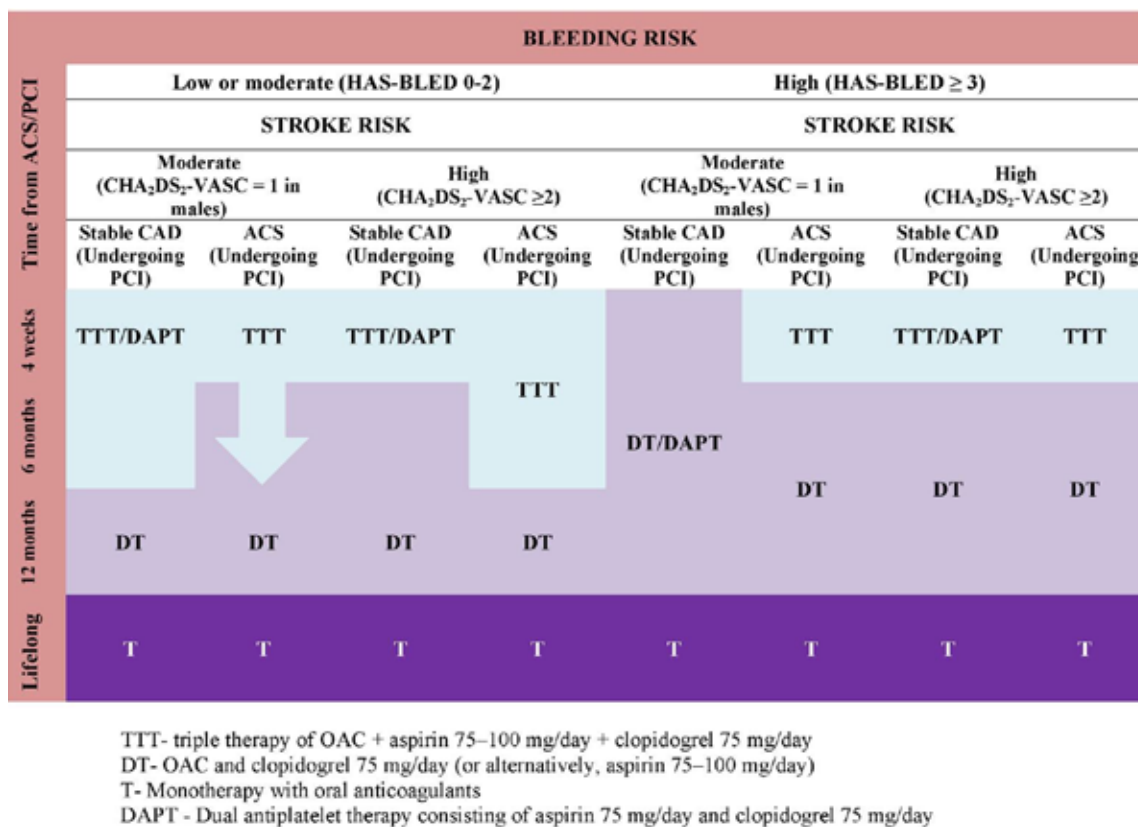 BLEEDING RISK
Time from ACS/PCI
Low or moderate (HAS-BLED 0-2)
High (HAS-BLED ≥ 3)
STROKE RISK
STROKE RISK
Moderate
(CHA₂DS₂-VASC = 1 in
males)
High
(CHA₂DS₂-VASC ≥2)
Moderate
(CHA₂DS₂-VASC = 1 in
males)
High
(CHA₂DS₂-VASC ≥2)
Stable CAD
(Undergoing
PCI)
ACS
(Undergoing
PCI)
Stable CAD
(Undergoing
PCI)
ACS
(Undergoing
PCI)
Stable CAD
(Undergoing
PCI)
ACS
(Undergoing
PCI)
Stable CAD
(Undergoing
PCI)
ACS
(Undergoing
PCI)
4 weeks
TTT/DAPT
TTT
TTT/DAPT
TTT
TTT/DAPT
TTT
TTT
6 months
DT/DAPT
DT
DT
DT
12 months
DT
DT
DT
DT
Lifelong
T
T
T
T
T
T
T
T
TTT- triple therapy of OAC + aspirin 75–100 mg/day + clopidogrel 75 mg/day
DT- OAC and clopidogrel 75 mg/day (or alternatively, aspirin 75–100 mg/day)
T- Monotherapy with oral anticoagulants
DAPT - Dual antiplatelet therapy consisting of aspirin 75 mg/day and clopidogrel 75 mg/day